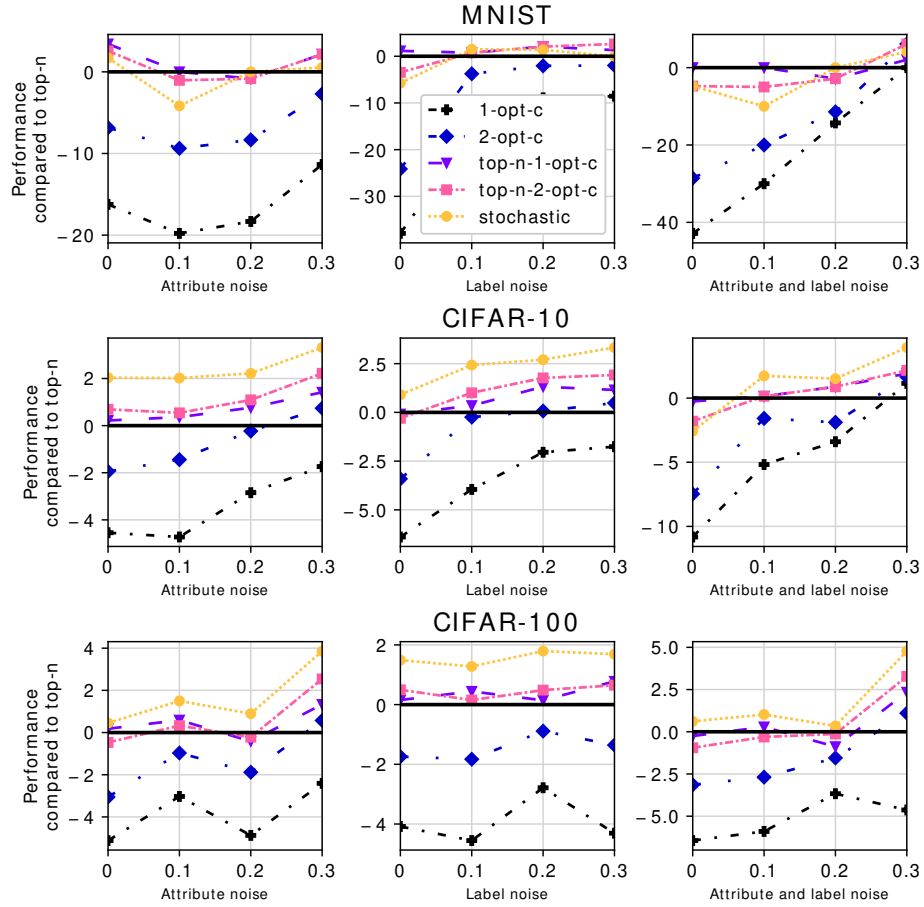 MNIST
Performance
compared to top-n
0
−10
−20
0 0.1 0.2 0.3
Attribute noise
0
−10
−20
−30
0 0.1 0.2 0.3
Label noise
1-opt-c
2-opt-c
top-n-1-opt-c
top-n-2-opt-c
stochastic
0
−20
−40
0 0.1 0.2 0.3
Attribute and label noise
CIFAR-10
Performance
compared to top-n
2
0
−2
−4
0 0.1 0.2 0.3
Attribute noise
2.5
0.0
−2.5
−5.0
0 0.1 0.2 0.3
Label noise
0
−5
−10
0 0.1 0.2 0.3
Attribute and label noise
CIFAR-100
Performance
compared to top-n
4
2
0
−2
−4
0 0.1 0.2 0.3
Attribute noise
2
0
−2
−4
0 0.1 0.2 0.3
Label noise
5.0
2.5
0.0
−2.5
−5.0
0 0.1 0.2 0.3
Attribute and label noise